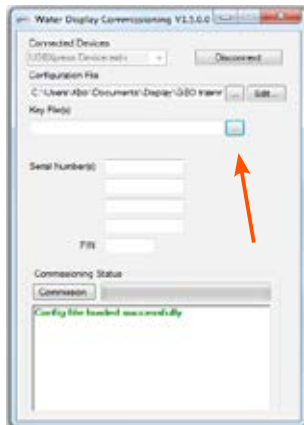 Water Display Commissioning V1.5.0.0
Connected Devices
Disconnect
Configuration File
... Edit...
Key File(s)
...
Serial Number(s)
PIN
Commissioning Status
Commission
Config file loaded successfully